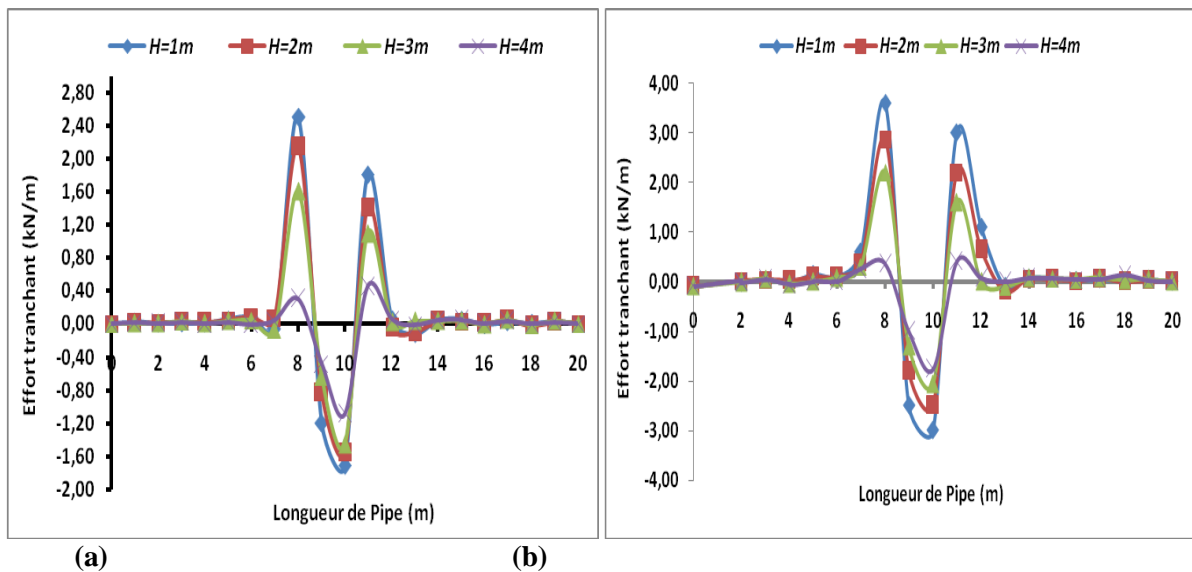 H=1m H=2m H=3m H=4m
2,80
2,40
2,00
1,60
1,20
0,80
0,40
0,00
-0,40
-0,80
-1,20
-1,60
-2,00
0 2 4 6 8 10 12 14 16 18 20
Effort tranchant (kN/m)
Longueur de Pipe (m)
(a)
H=1m H=2m H=3m H=4m
4,00
3,00
2,00
1,00
0,00
-1,00
-2,00
-3,00
-4,00
0 2 4 6 8 10 12 14 16 18 20
Effort tranchant (kN/m)
Longueur de Pipe (m)
(b)